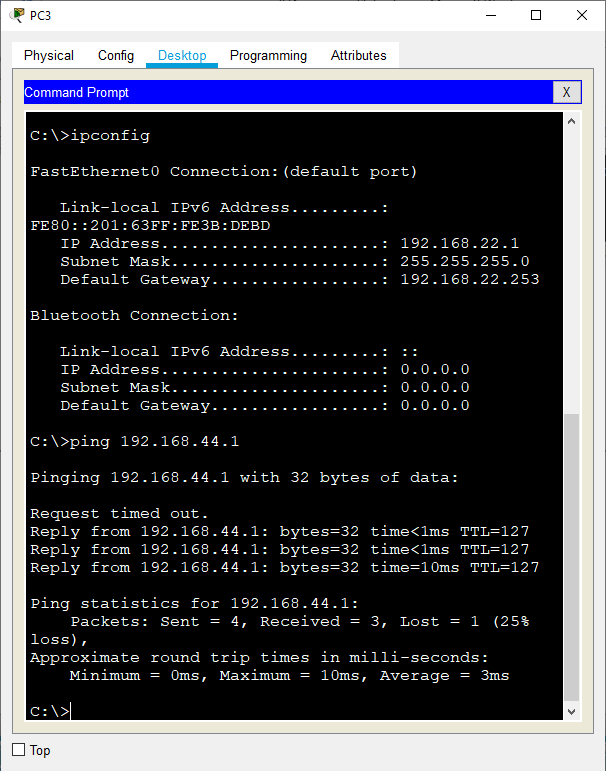 PC3
Physical Config Desktop Programming Attributes
Command Prompt X
C:\>ipconfig
FastEthernet0 Connection:(default port)
Link-local IPv6 Address.........:
FE80::201:63FF:FE3B:DEBD
IP Address......................: 192.168.22.1
Subnet Mask.....................: 255.255.255.0
Default Gateway.................: 192.168.22.253
Bluetooth Connection:
Link-local IPv6 Address.........: ::
IP Address......................: 0.0.0.0
Subnet Mask.....................: 0.0.0.0
Default Gateway.................: 0.0.0.0
C:\>ping 192.168.44.1
Pinging 192.168.44.1 with 32 bytes of data:
Request timed out.
Reply from 192.168.44.1: bytes=32 time<1ms TTL=127
Reply from 192.168.44.1: bytes=32 time<1ms TTL=127
Reply from 192.168.44.1: bytes=32 time=10ms TTL=127
Ping statistics for 192.168.44.1:
Packets: Sent = 4, Received = 3, Lost = 1 (25%
loss),
Approximate round trip times in milli-seconds:
Minimum = 0ms, Maximum = 10ms, Average = 3ms
C:\>
Top